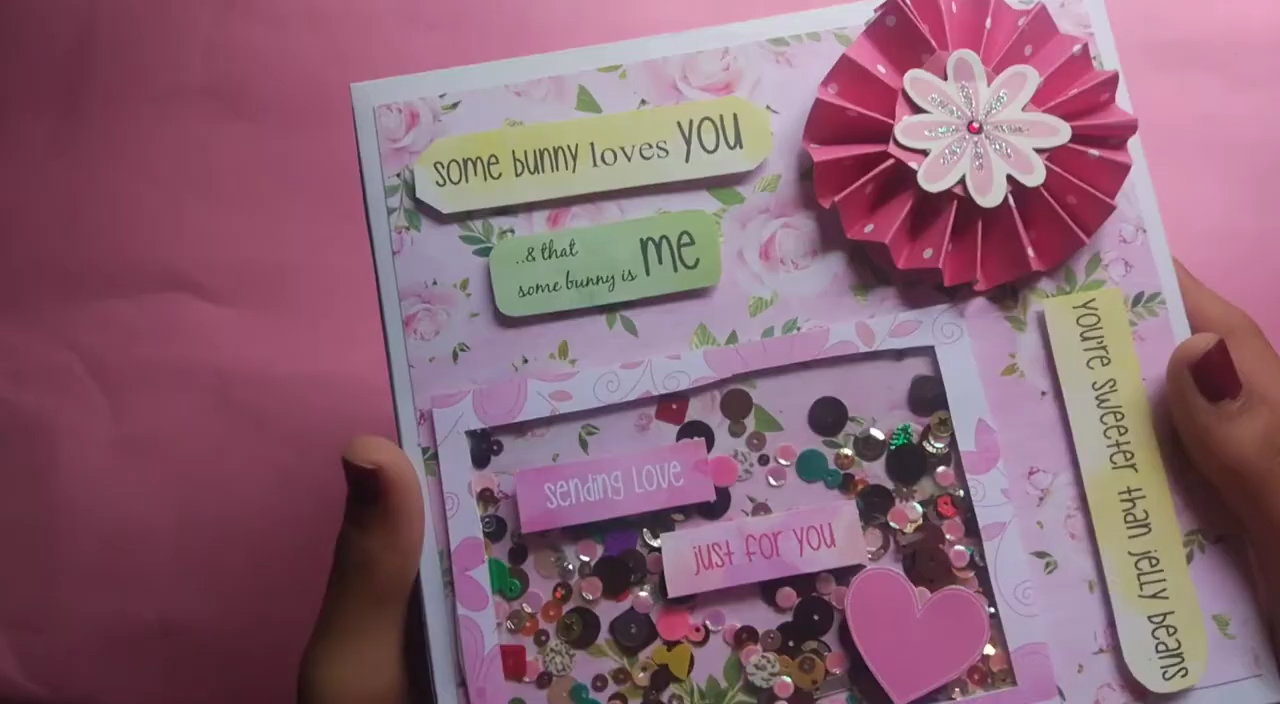 some bunny loves YOU
..& that
some bunny is me
you're sweeter than jelly beans
sending love
just for you